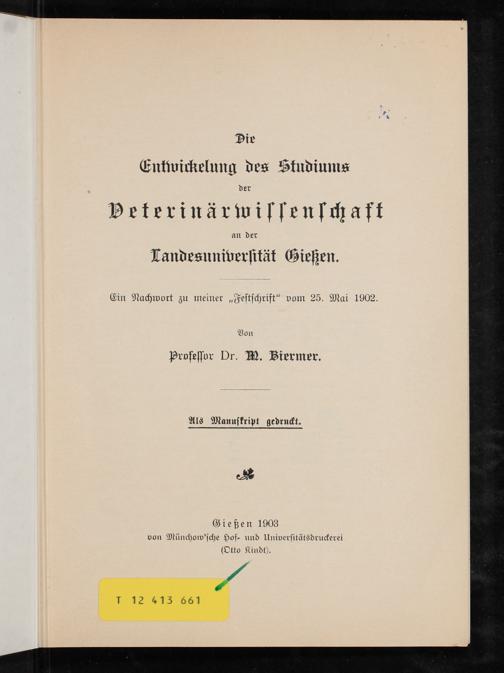 Die
Entwickelung des Studiums
der
Veterinärwissenschaft
an der
Landesuniversität Gießen.
Ein Nachwort zu meiner „Festschrift“ vom 25. Mai 1902.
Von
Professor Dr. M. Biermer.
Als Manuskript gedruckt.
Gießen 1903
von Münchow'sche Hof- und Universitätsdruckerei
(Otto Kindt).
T 12 413 661